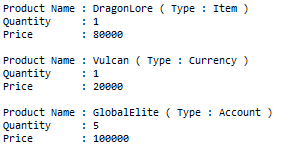 Product Name : DragonLore ( Type : Item )
Quantity     : 1
Price        : 80000
Product Name : Vulcan ( Type : Currency )
Quantity     : 1
Price        : 20000
Product Name : GlobalElite ( Type : Account )
Quantity     : 5
Price        : 100000